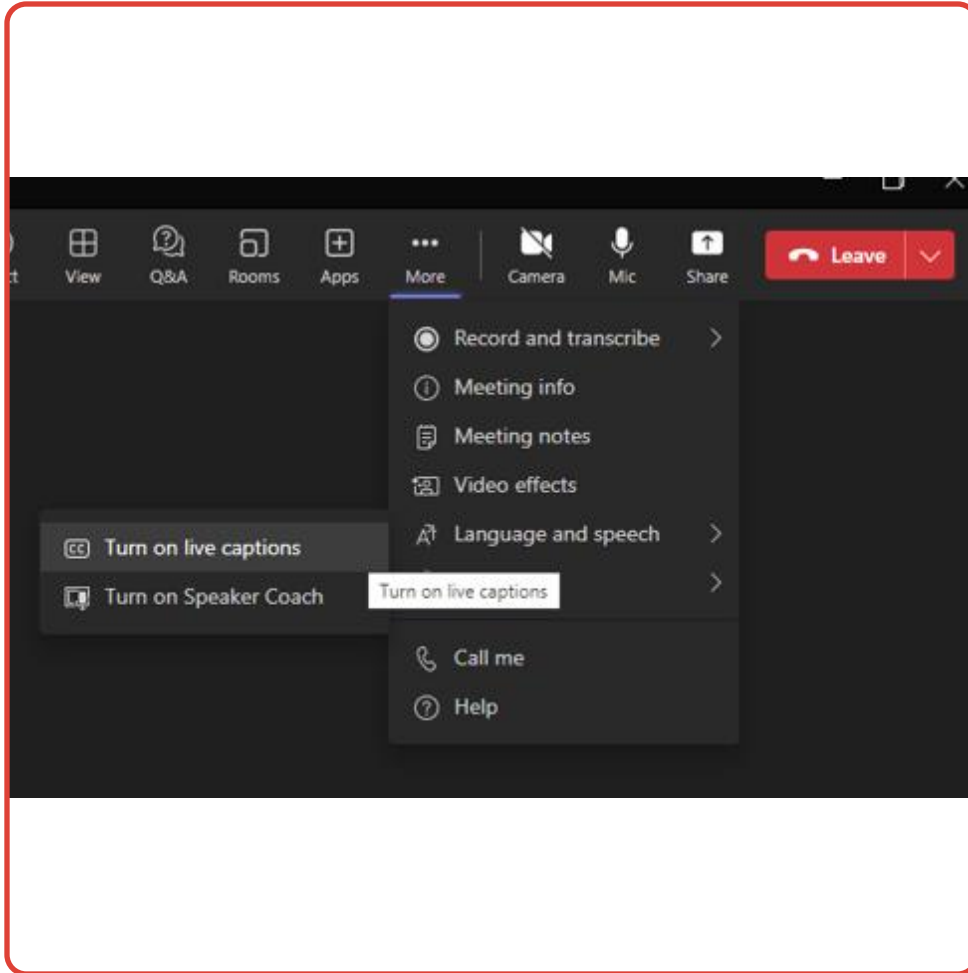 View Q&A Rooms Apps More Camera Mic Share Leave
Record and transcribe
Meeting info
Meeting notes
Video effects
Language and speech
CC Turn on live captions
Turn on Speaker Coach
Turn on live captions
Call me
Help